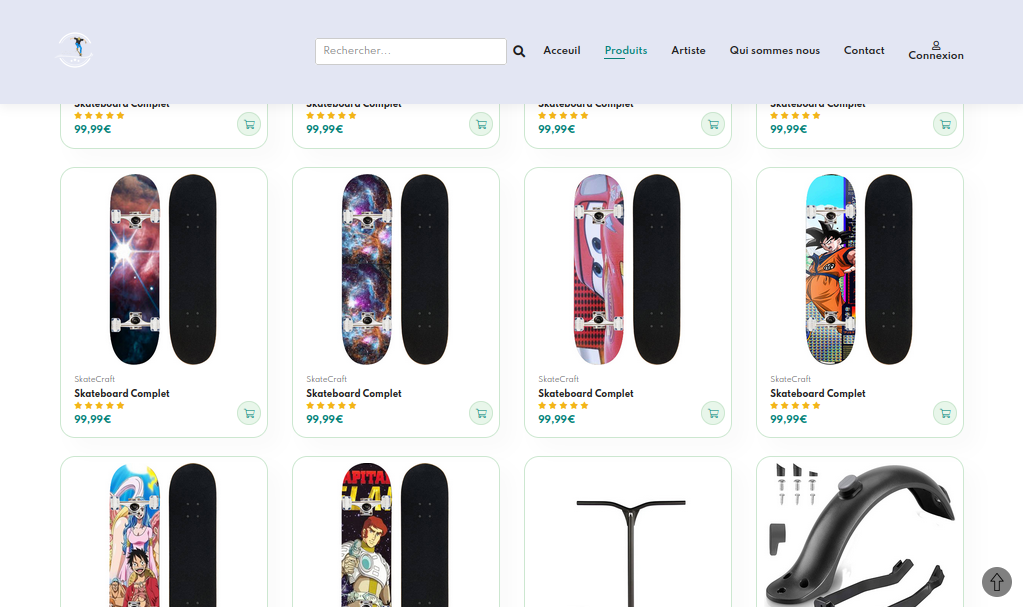 Rechercher...
Acceuil
Produits
Artiste
Qui sommes nous
Contact
Connexion
Skateboard Complet
99,99€
Skateboard Complet
99,99€
Skateboard Complet
99,99€
Skateboard Complet
99,99€
SkateCraft
Skateboard Complet
99,99€
SkateCraft
Skateboard Complet
99,99€
SkateCraft
Skateboard Complet
99,99€
SkateCraft
Skateboard Complet
99,99€